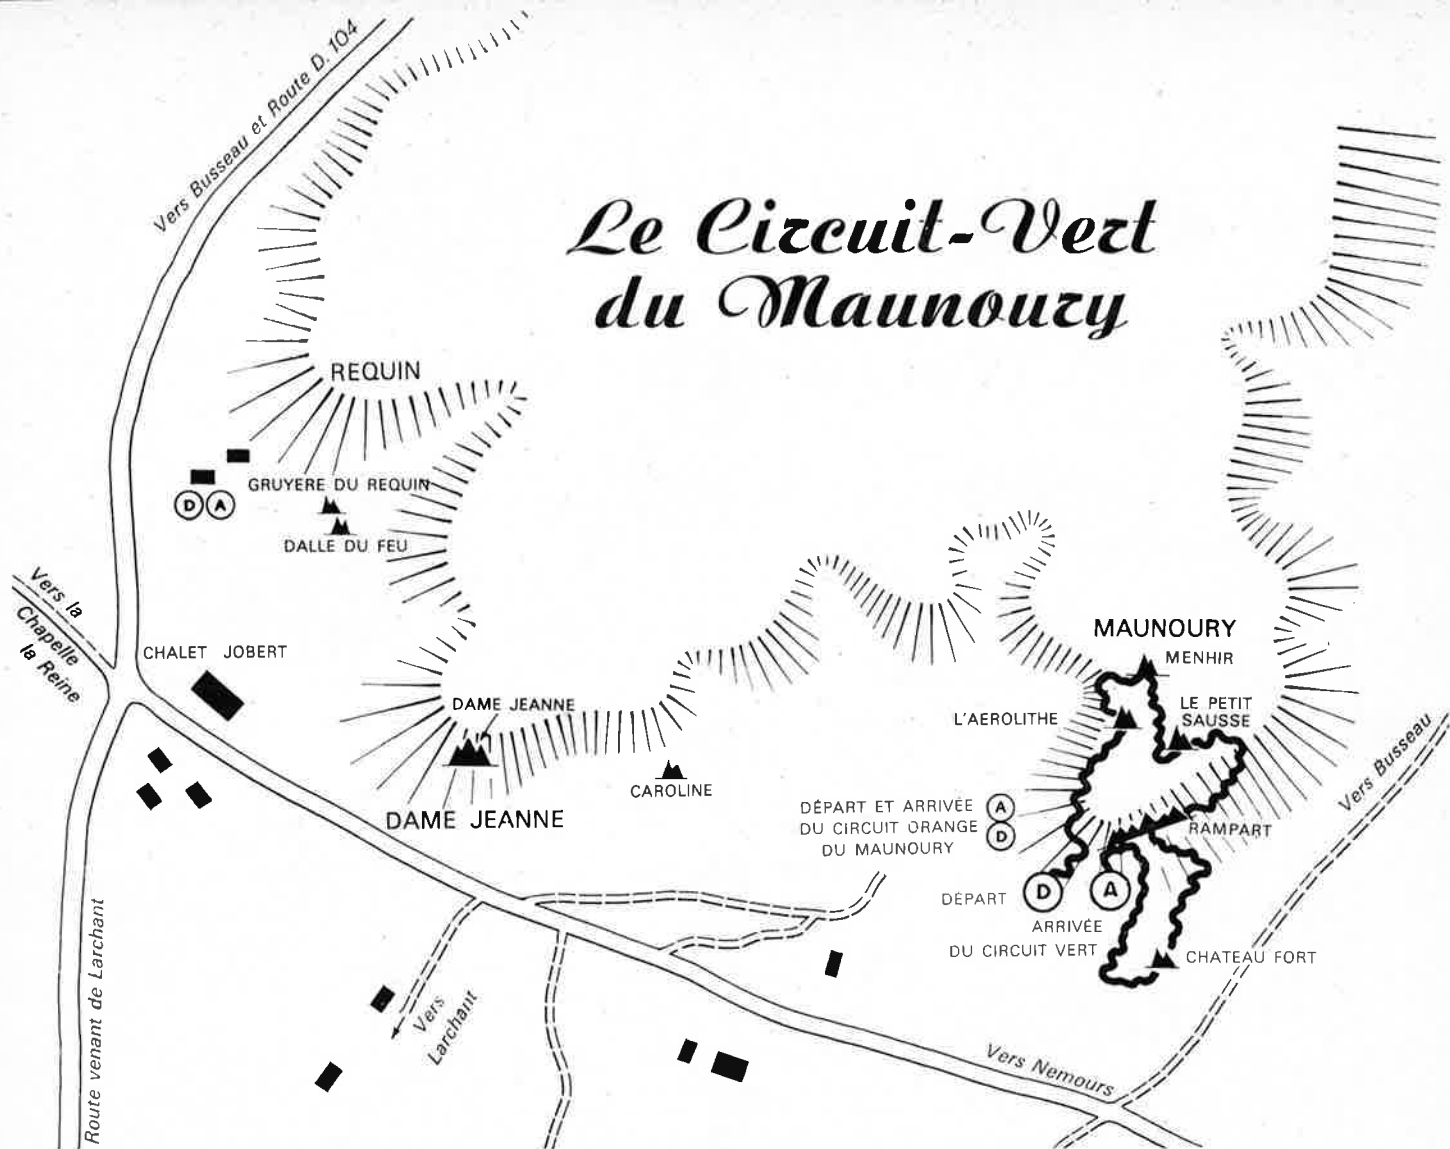 Le Circuit-Vert
du Maunoury
Vers Busseau et Route D. 104
REQUIN
GRUYERE DU REQUIN
D A
DALLE DU FEU
Vers la
Chapelle
la Reine
CHALET JOBERT
MAUNOURY
MENHIR
DAME JEANNE
L'AEROLITHE
LE PETIT
SAUSSE
Vers Busseau
CAROLINE
DAME JEANNE
DÉPART ET ARRIVÉE
DU CIRCUIT ORANGE
DU MAUNOURY
A
D
RAMPART
DÉPART
D
A
ARRIVÉE
DU CIRCUIT VERT
CHATEAU FORT
Route venant de Larchant
Vers
Larchant
Vers Nemours